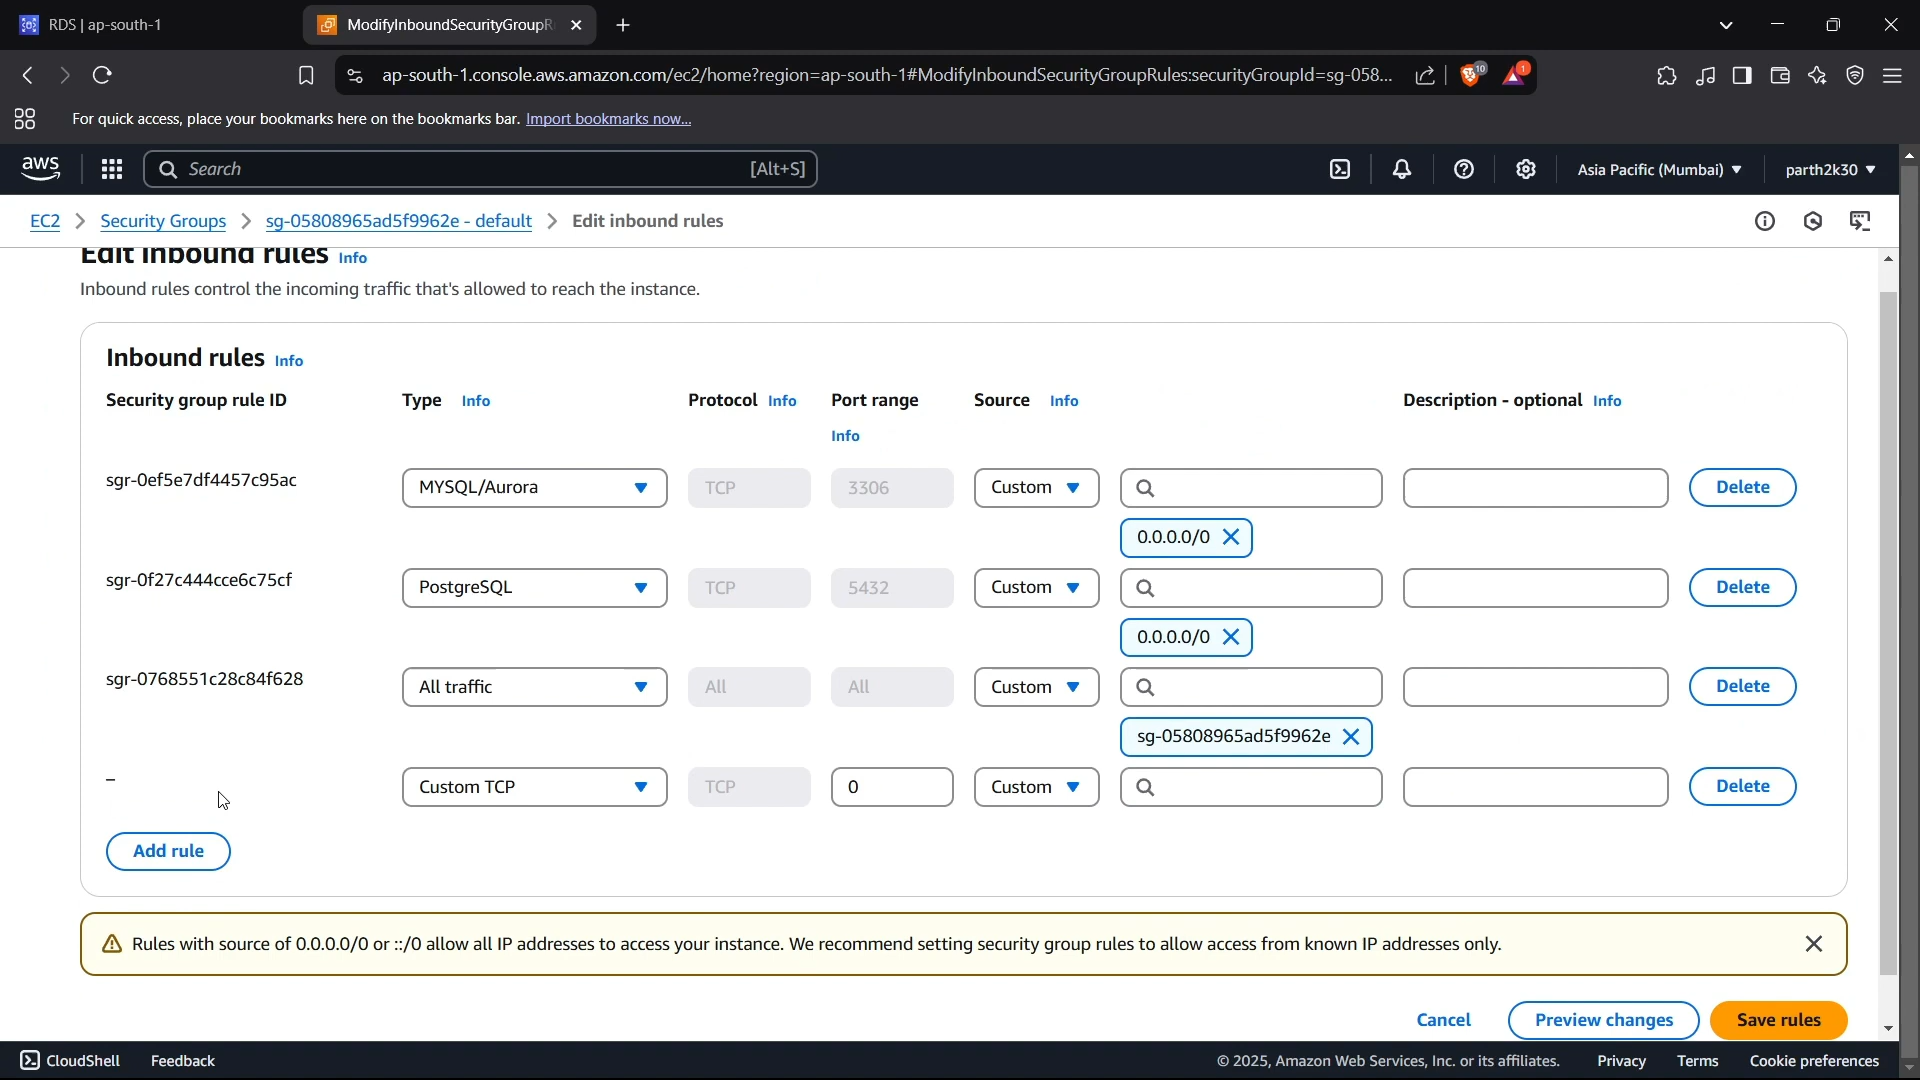 RDS | ap-south-1
ModifyInboundSecurityGroupR
ap-south-1.console.aws.amazon.com/ec2/home?region=ap-south-1#ModifyInboundSecurityGroupRules:securityGroupId=sg-058...
10
1
For quick access, place your bookmarks here on the bookmarks bar. Import bookmarks now...
aws
Search
[Alt+S]
Asia Pacific (Mumbai)
parth2k30
EC2
Security Groups
sg-05808965ad5f9962e - default
Edit inbound rules
Edit inbound rules Info
Inbound rules control the incoming traffic that's allowed to reach the instance.
Inbound rules Info
Security group rule ID
Type Info
Protocol Info
Port range
Info
Source Info
Description - optional Info
sgr-0ef5e7df4457c95ac
MYSQL/Aurora
TCP
3306
Custom
Delete
0.0.0.0/0
sgr-0f27c444cce6c75cf
PostgreSQL
TCP
5432
Custom
Delete
0.0.0.0/0
sgr-0768551c28c84f628
All traffic
All
All
Custom
Delete
sg-05808965ad5f9962e
–
Custom TCP
TCP
0
Custom
Delete
Add rule
Rules with source of 0.0.0.0/0 or ::/0 allow all IP addresses to access your instance. We recommend setting security group rules to allow access from known IP addresses only.
Cancel
Preview changes
Save rules
CloudShell
Feedback
© 2025, Amazon Web Services, Inc. or its affiliates.
Privacy
Terms
Cookie preferences